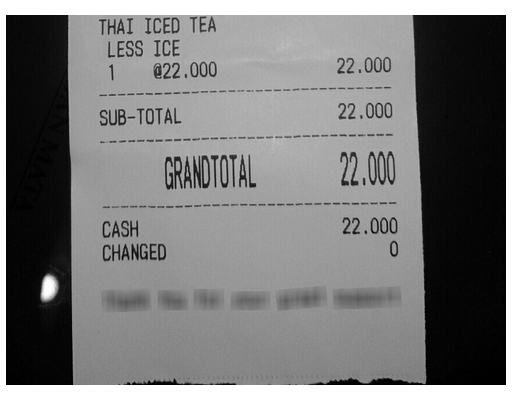 THAI ICED TEA
LESS ICE
1 @22.000 22.000
SUB-TOTAL 22.000
GRANDTOTAL 22.000
CASH 22.000
CHANGED 0